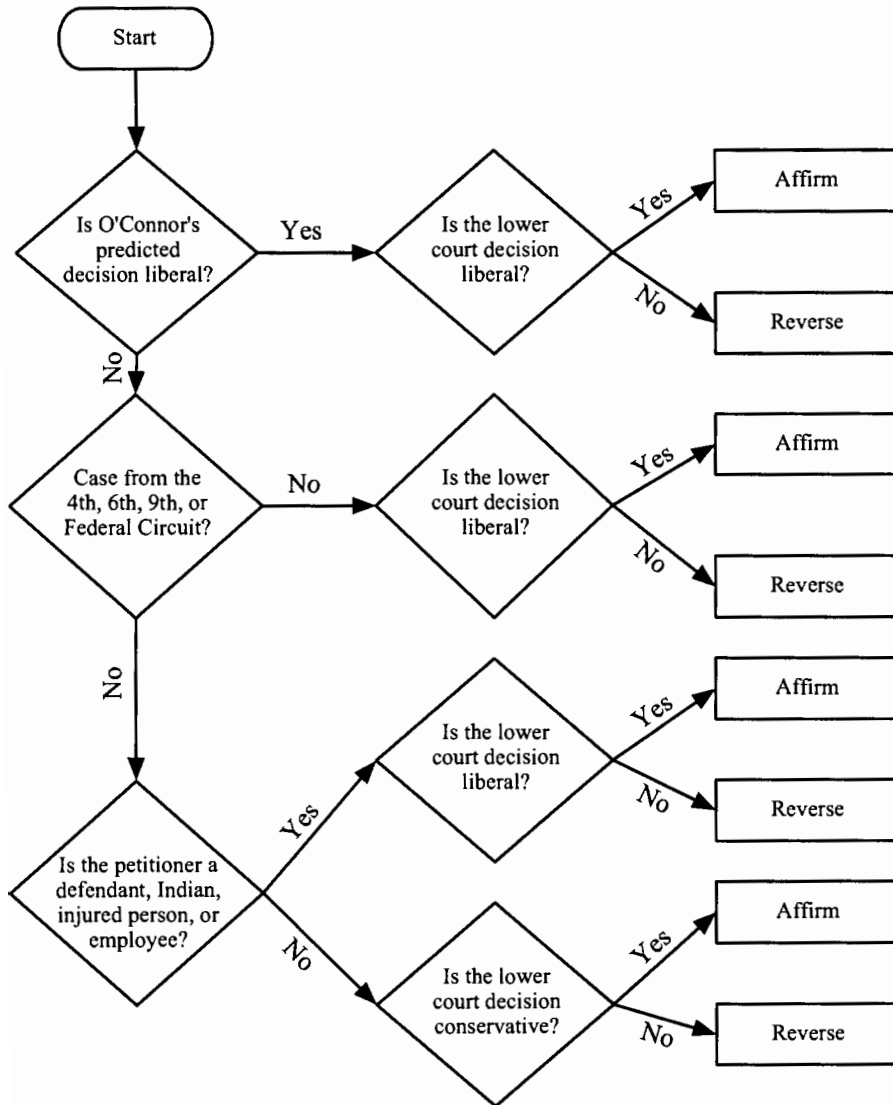 Start
Is O'Connor's
predicted
decision liberal?
Yes
Is the lower
court decision
liberal?
Yes
Affirm
No
Reverse
No
Case from the
4th, 6th, 9th, or
Federal Circuit?
No
Is the lower
court decision
liberal?
Yes
Affirm
No
Reverse
No
Is the petitioner a
defendant, Indian,
injured person, or
employee?
Yes
Is the lower
court decision
liberal?
Yes
Affirm
No
Reverse
No
Is the lower
court decision
conservative?
Yes
Affirm
No
Reverse